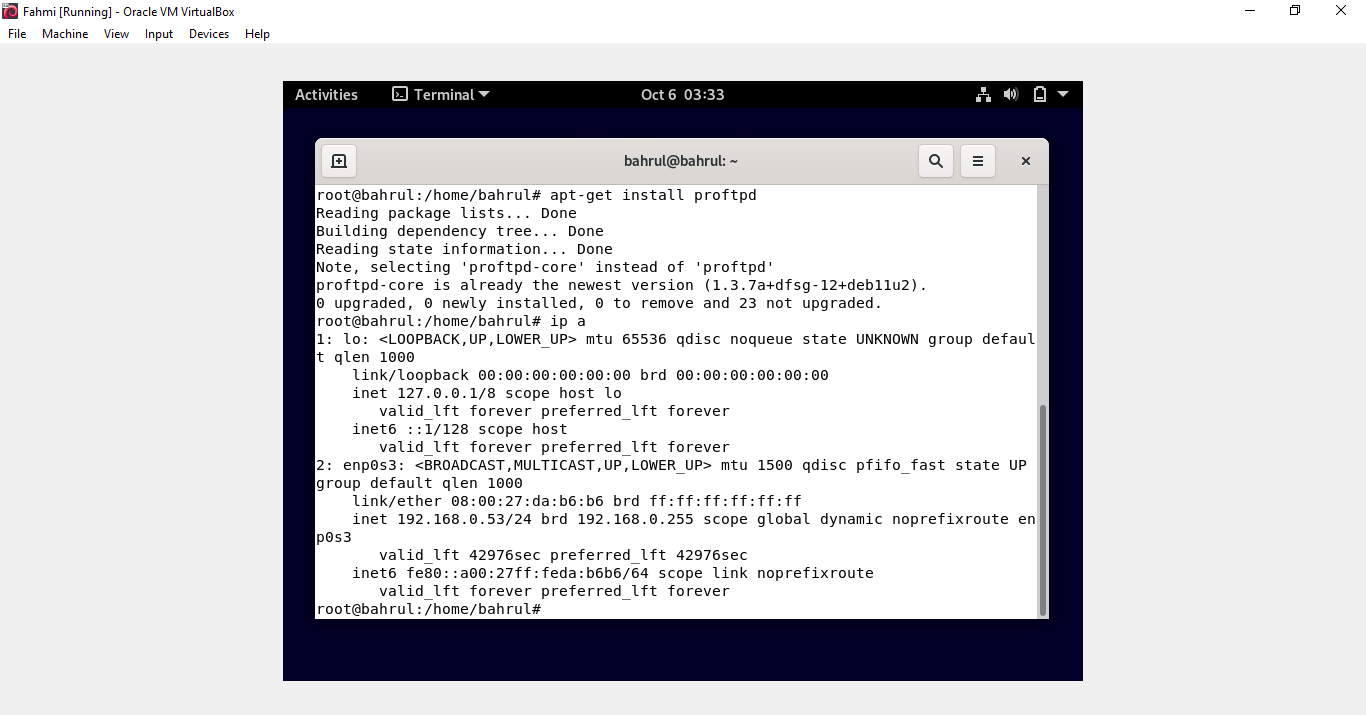 Fahmi [Running] - Oracle VM VirtualBox
File Machine View Input Devices Help
Activities Terminal Oct 6 03:33
bahrul@bahrul: ~
root@bahrul:/home/bahrul# apt-get install proftpd
Reading package lists... Done
Building dependency tree... Done
Reading state information... Done
Note, selecting 'proftpd-core' instead of 'proftpd'
proftpd-core is already the newest version (1.3.7a+dfsg-12+deb11u2).
0 upgraded, 0 newly installed, 0 to remove and 23 not upgraded.
root@bahrul:/home/bahrul# ip a
1: lo: <LOOPBACK,UP,LOWER_UP> mtu 65536 qdisc noqueue state UNKNOWN group defaul
t qlen 1000
    link/loopback 00:00:00:00:00:00 brd 00:00:00:00:00:00
    inet 127.0.0.1/8 scope host lo
       valid_lft forever preferred_lft forever
    inet6 ::1/128 scope host
       valid_lft forever preferred_lft forever
2: enp0s3: <BROADCAST,MULTICAST,UP,LOWER_UP> mtu 1500 qdisc pfifo_fast state UP
group default qlen 1000
    link/ether 08:00:27:da:b6:b6 brd ff:ff:ff:ff:ff:ff
    inet 192.168.0.53/24 brd 192.168.0.255 scope global dynamic noprefixroute en
p0s3
       valid_lft 42976sec preferred_lft 42976sec
    inet6 fe80::a00:27ff:feda:b6b6/64 scope link noprefixroute
       valid_lft forever preferred_lft forever
root@bahrul:/home/bahrul#